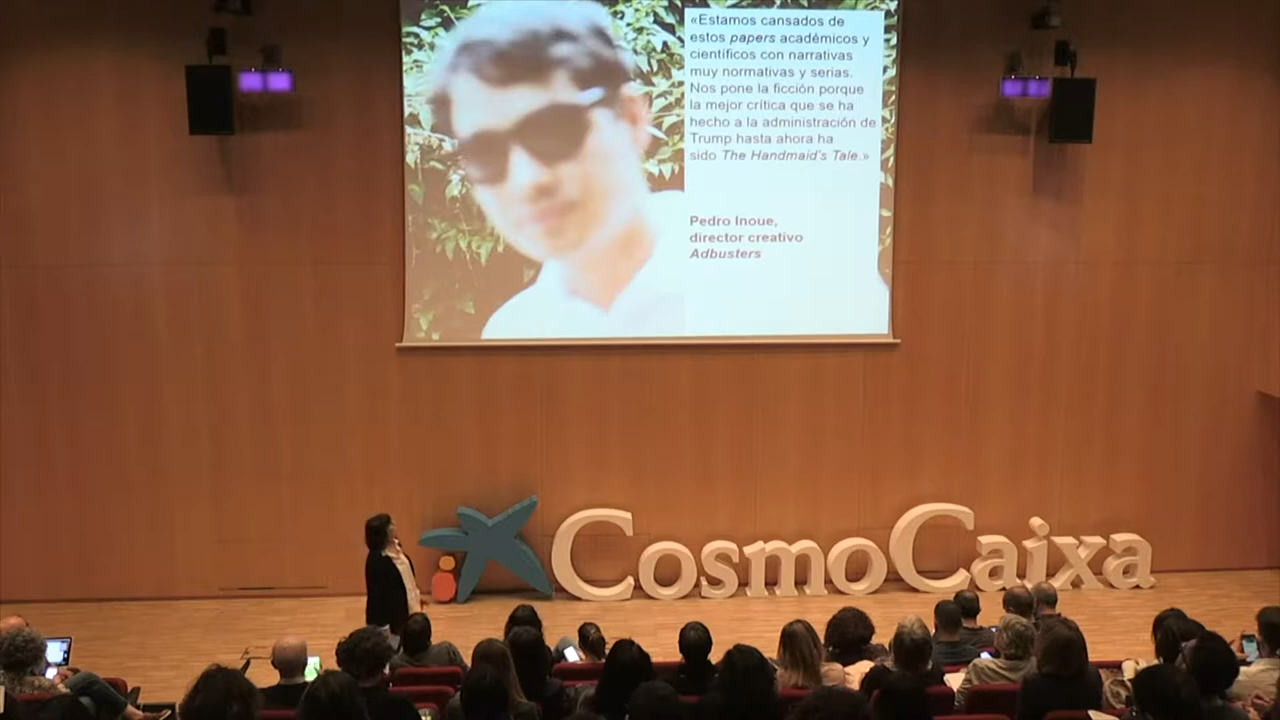 «Estamos cansados de
estos papers académicos y
científicos con narrativas
muy normativas y serias.
Nos pone la ficción porque
la mejor crítica que se ha
hecho a la administración de
Trump hasta ahora ha
sido The Handmaid's Tale.»
Pedro Inoue,
director creativo
Adbusters
CosmoCaixa